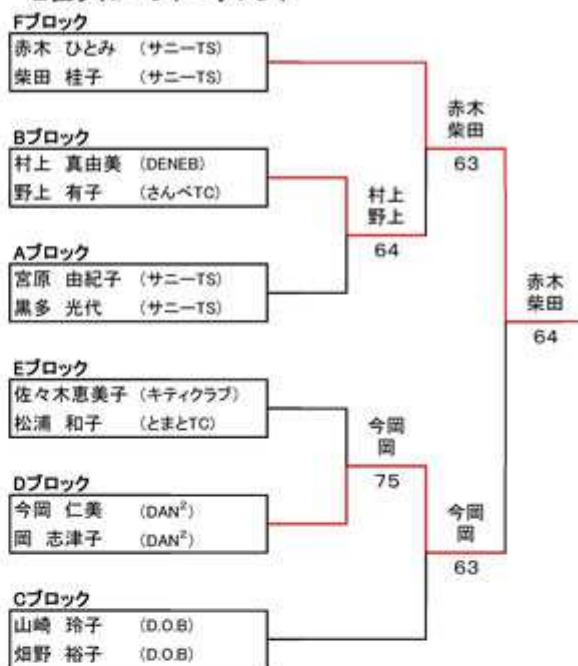 Fブロック
赤木 ひとみ (サニーTS)
柴田 桂子 (サニーTS)
Bブロック
村上 真由美 (DENEB)
野上 有子 (さんべTC)
Aブロック
宮原 由紀子 (サニーTS)
黒多 光代 (サニーTS)
Eブロック
佐々木恵美子 (キティクラブ)
松浦 和子 (とまとTC)
Dブロック
今岡 仁美 (DAN²)
岡 志津子 (DAN²)
Cブロック
山崎 玲子 (D.O.B)
畑野 裕子 (D.O.B)
村上
野上
64
今岡
岡
75
赤木
柴田
63
今岡
岡
63
赤木
柴田
64